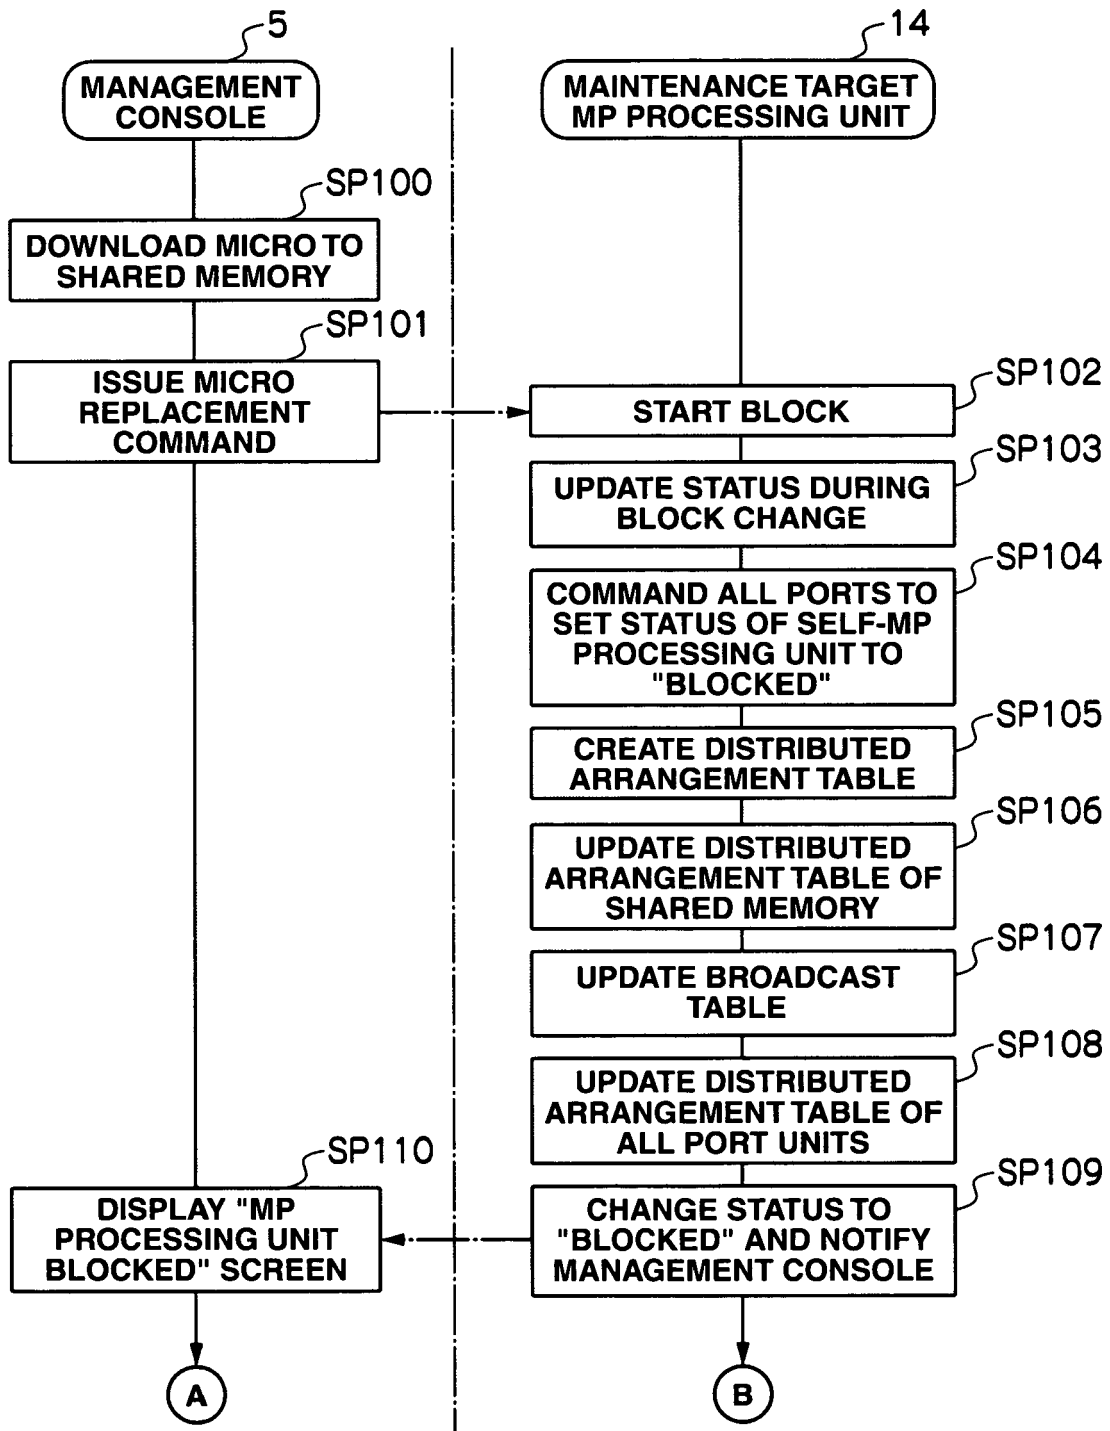 5
MANAGEMENT
CONSOLE
14
MAINTENANCE TARGET
MP PROCESSING UNIT
SP100
DOWNLOAD MICRO TO
SHARED MEMORY
SP101
ISSUE MICRO
REPLACEMENT
COMMAND
SP102
START BLOCK
SP103
UPDATE STATUS DURING
BLOCK CHANGE
SP104
COMMAND ALL PORTS TO
SET STATUS OF SELF-MP
PROCESSING UNIT TO
"BLOCKED"
SP105
CREATE DISTRIBUTED
ARRANGEMENT TABLE
SP106
UPDATE DISTRIBUTED
ARRANGEMENT TABLE OF
SHARED MEMORY
SP107
UPDATE BROADCAST
TABLE
SP108
UPDATE DISTRIBUTED
ARRANGEMENT TABLE OF
ALL PORT UNITS
SP109
CHANGE STATUS TO
"BLOCKED" AND NOTIFY
MANAGEMENT CONSOLE
SP110
DISPLAY "MP
PROCESSING UNIT
BLOCKED" SCREEN
A
B